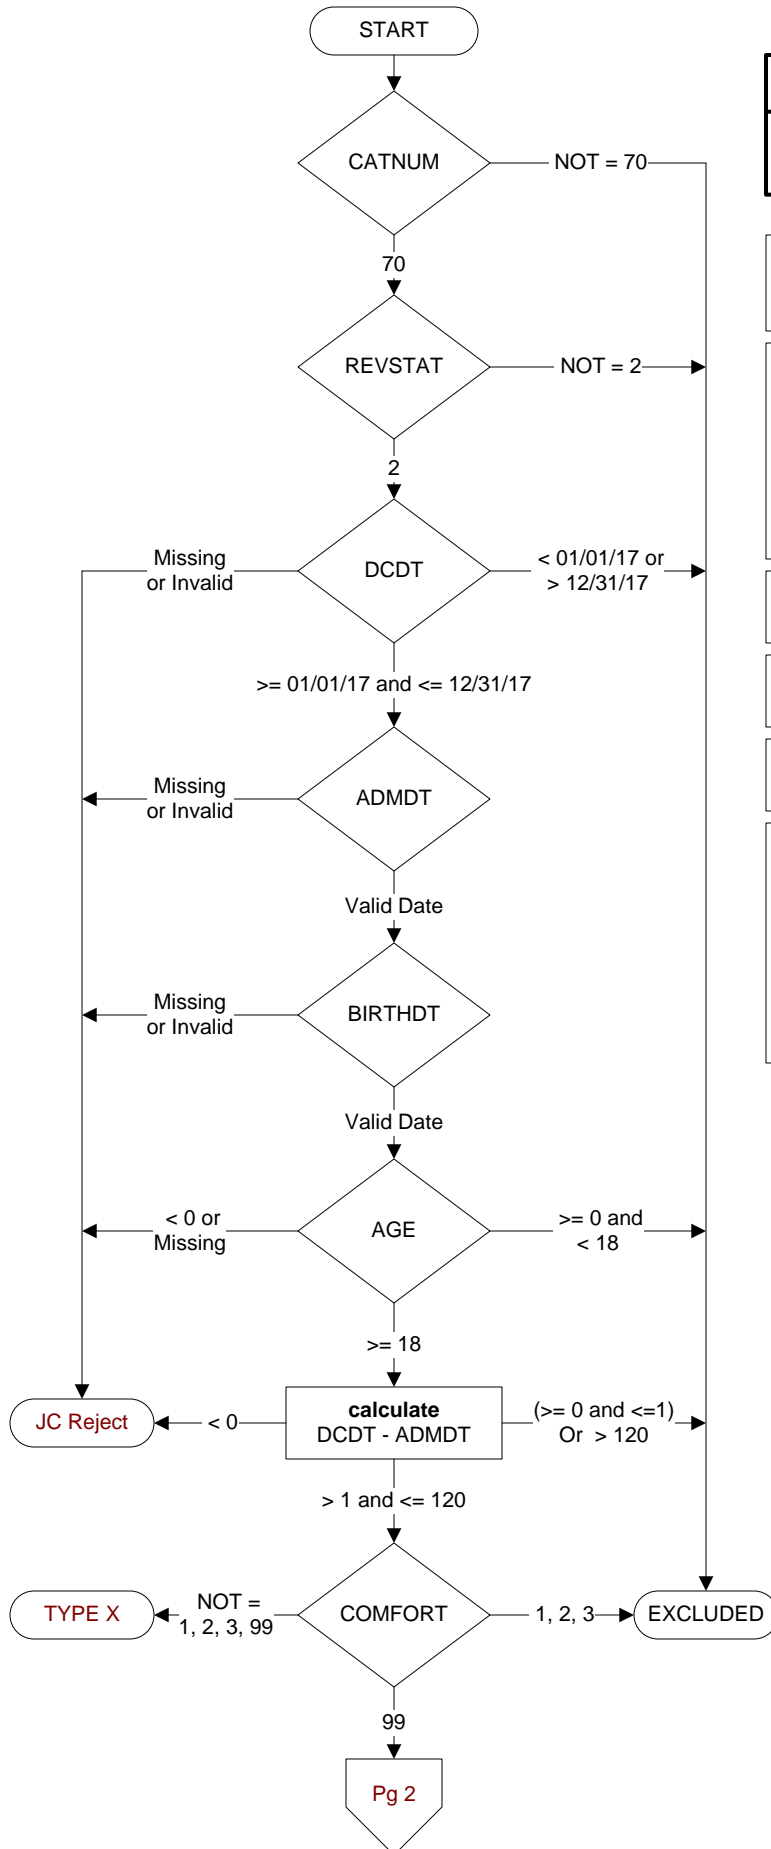 START
CATNUM
NOT = 70
70
REVSTAT
NOT = 2
2
Missing
or Invalid
DCDT
< 01/01/17 or
> 12/31/17
>= 01/01/17 and <= 12/31/17
Missing
or Invalid
ADMDT
Valid Date
Missing
or Invalid
BIRTHDT
Valid Date
< 0 or
Missing
AGE
>= 0 and
< 18
>= 18
JC Reject
< 0
calculate
DCDT - ADMDT
(>= 0 and <=1)
Or > 120
> 1 and <= 120
TYPE X
NOT =
1, 2, 3, 99
COMFORT
1, 2, 3
EXCLUDED
99
Pg 2